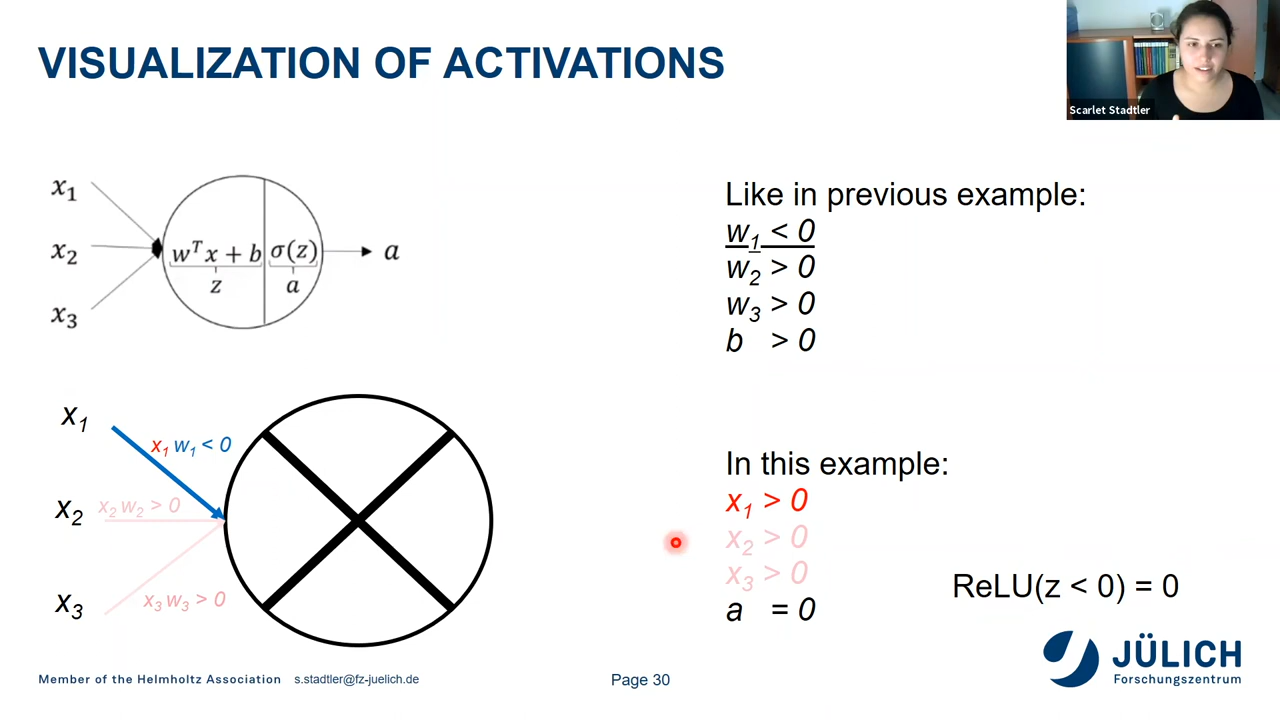 VISUALIZATION OF ACTIVATIONS
Scarlet Stadtler
x₁
x₂
x₃
wᵀx + b
z
σ(z)
a
a
Like in previous example:
w₁ < 0
w₂ > 0
w₃ > 0
b > 0
x₁
x₁ w₁ < 0
x₂
x₂ w₂ > 0
x₃
x₃ w₃ > 0
In this example:
x₁ > 0
x₂ > 0
x₃ > 0
a = 0
ReLU(z < 0) = 0
Member of the Helmholtz Association s.stadtler@fz-juelich.de
Page 30
JÜLICH
Forschungszentrum